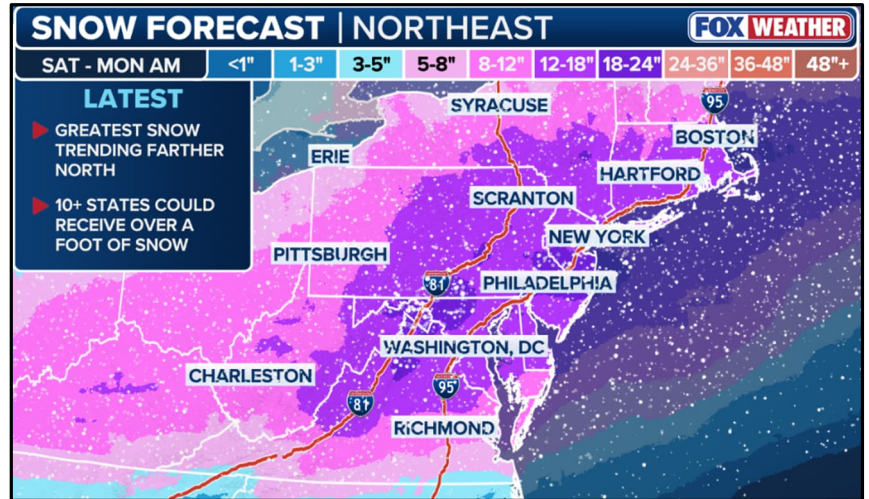 SNOW FORECAST | NORTHEAST
FOX WEATHER
SAT - MON AM <1" 1-3" 3-5" 5-8" 8-12" 12-18" 18-24" 24-36" 36-48" 48"+
LATEST
GREATEST SNOW
TRENDING FARTHER
NORTH
10+ STATES COULD
RECEIVE OVER A
FOOT OF SNOW
SYRACUSE
95
BOSTON
ERIE
HARTFORD
SCRANTON
NEW YORK
PITTSBURGH
81
PHILADELPHIA
WASHINGTON, DC
CHARLESTON
95
81
RICHMOND